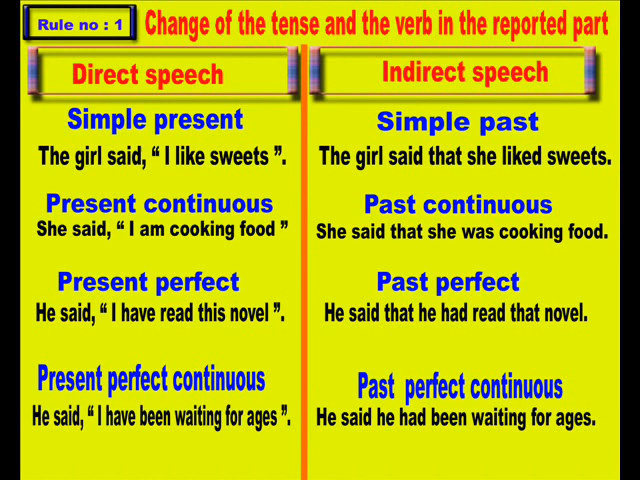 Rule no : 1
Change of the tense and the verb in the reported part
Direct speech
Indirect speech
Simple present
Simple past
The girl said, “ I like sweets ”.
The girl said that she liked sweets.
Present continuous
Past continuous
She said, “ I am cooking food ”
She said that she was cooking food.
Present perfect
Past perfect
He said, “ I have read this novel ”.
He said that he had read that novel.
Present perfect continuous
Past perfect continuous
He said, “ I have been waiting for ages ”.
He said he had been waiting for ages.